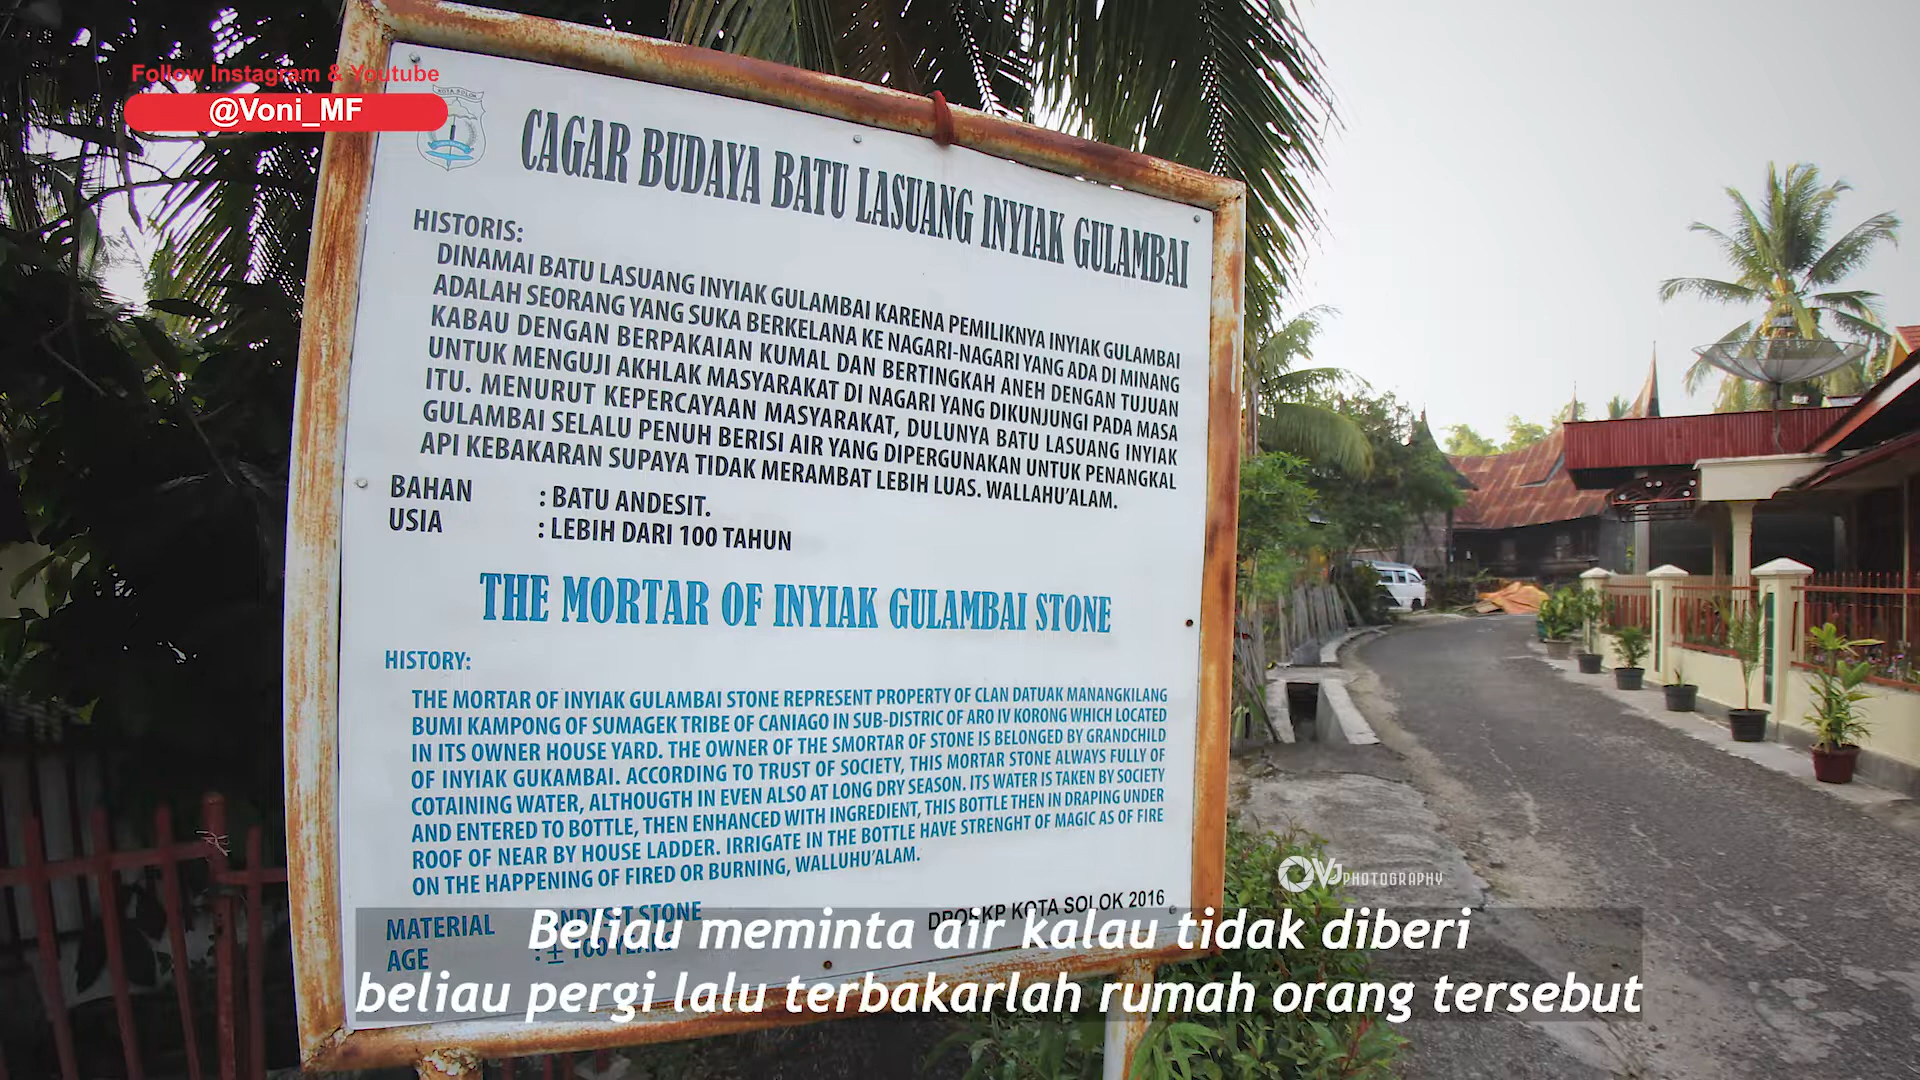 Follow Instagram & Youtube
@Voni_MF
KOTA SOLOK
CAGAR BUDAYA BATU LASUANG INYIAK GULAMBAI
HISTORIS:
DINAMAI BATU LASUANG INYIAK GULAMBAI KARENA PEMILIKNYA INYIAK GULAMBAI
ADALAH SEORANG YANG SUKA BERKELANA KE NAGARI-NAGARI YANG ADA DI MINANG
KABAU DENGAN BERPAKAIAN KUMAL DAN BERTINGKAH ANEH DENGAN TUJUAN
UNTUK MENGUJI AKHLAK MASYARAKAT DI NAGARI YANG DIKUNJUNGI PADA MASA
ITU. MENURUT KEPERCAYAAN MASYARAKAT, DULUNYA BATU LASUANG INYIAK
GULAMBAI SELALU PENUH BERISI AIR YANG DIPERGUNAKAN UNTUK PENANGKAL
API KEBAKARAN SUPAYA TIDAK MERAMBAT LEBIH LUAS. WALLAHU'ALAM.
BAHAN : BATU ANDESIT.
USIA : LEBIH DARI 100 TAHUN
THE MORTAR OF INYIAK GULAMBAI STONE
HISTORY:
THE MORTAR OF INYIAK GULAMBAI STONE REPRESENT PROPERTY OF CLAN DATUAK MANANGKILANG
BUMI KAMPONG OF SUMAGEK TRIBE OF CANIAGO IN SUB-DISTRIC OF ARO IV KORONG WHICH LOCATED
IN ITS OWNER HOUSE YARD. THE OWNER OF THE SMORTAR OF STONE IS BELONGED BY GRANDCHILD
OF INYIAK GUKAMBAI. ACCORDING TO TRUST OF SOCIETY, THIS MORTAR STONE ALWAYS FULLY OF
COTAINING WATER, ALTHOUGTH IN EVEN ALSO AT LONG DRY SEASON. ITS WATER IS TAKEN BY SOCIETY
AND ENTERED TO BOTTLE, THEN ENHANCED WITH INGREDIENT, THIS BOTTLE THEN IN DRAPING UNDER
ROOF OF NEAR BY HOUSE LADDER. IRRIGATE IN THE BOTTLE HAVE STRENGHT OF MAGIC AS OF FIRE
ON THE HAPPENING OF FIRED OR BURNING, WALLUHU'ALAM.
MATERIAL : ANDESIT STONE
AGE : ± 100 YEARS
KOTA SOLOK 2016
OVJ PHOTOGRAPHY
Beliau meminta air kalau tidak diberi
beliau pergi lalu terbakarlah rumah orang tersebut